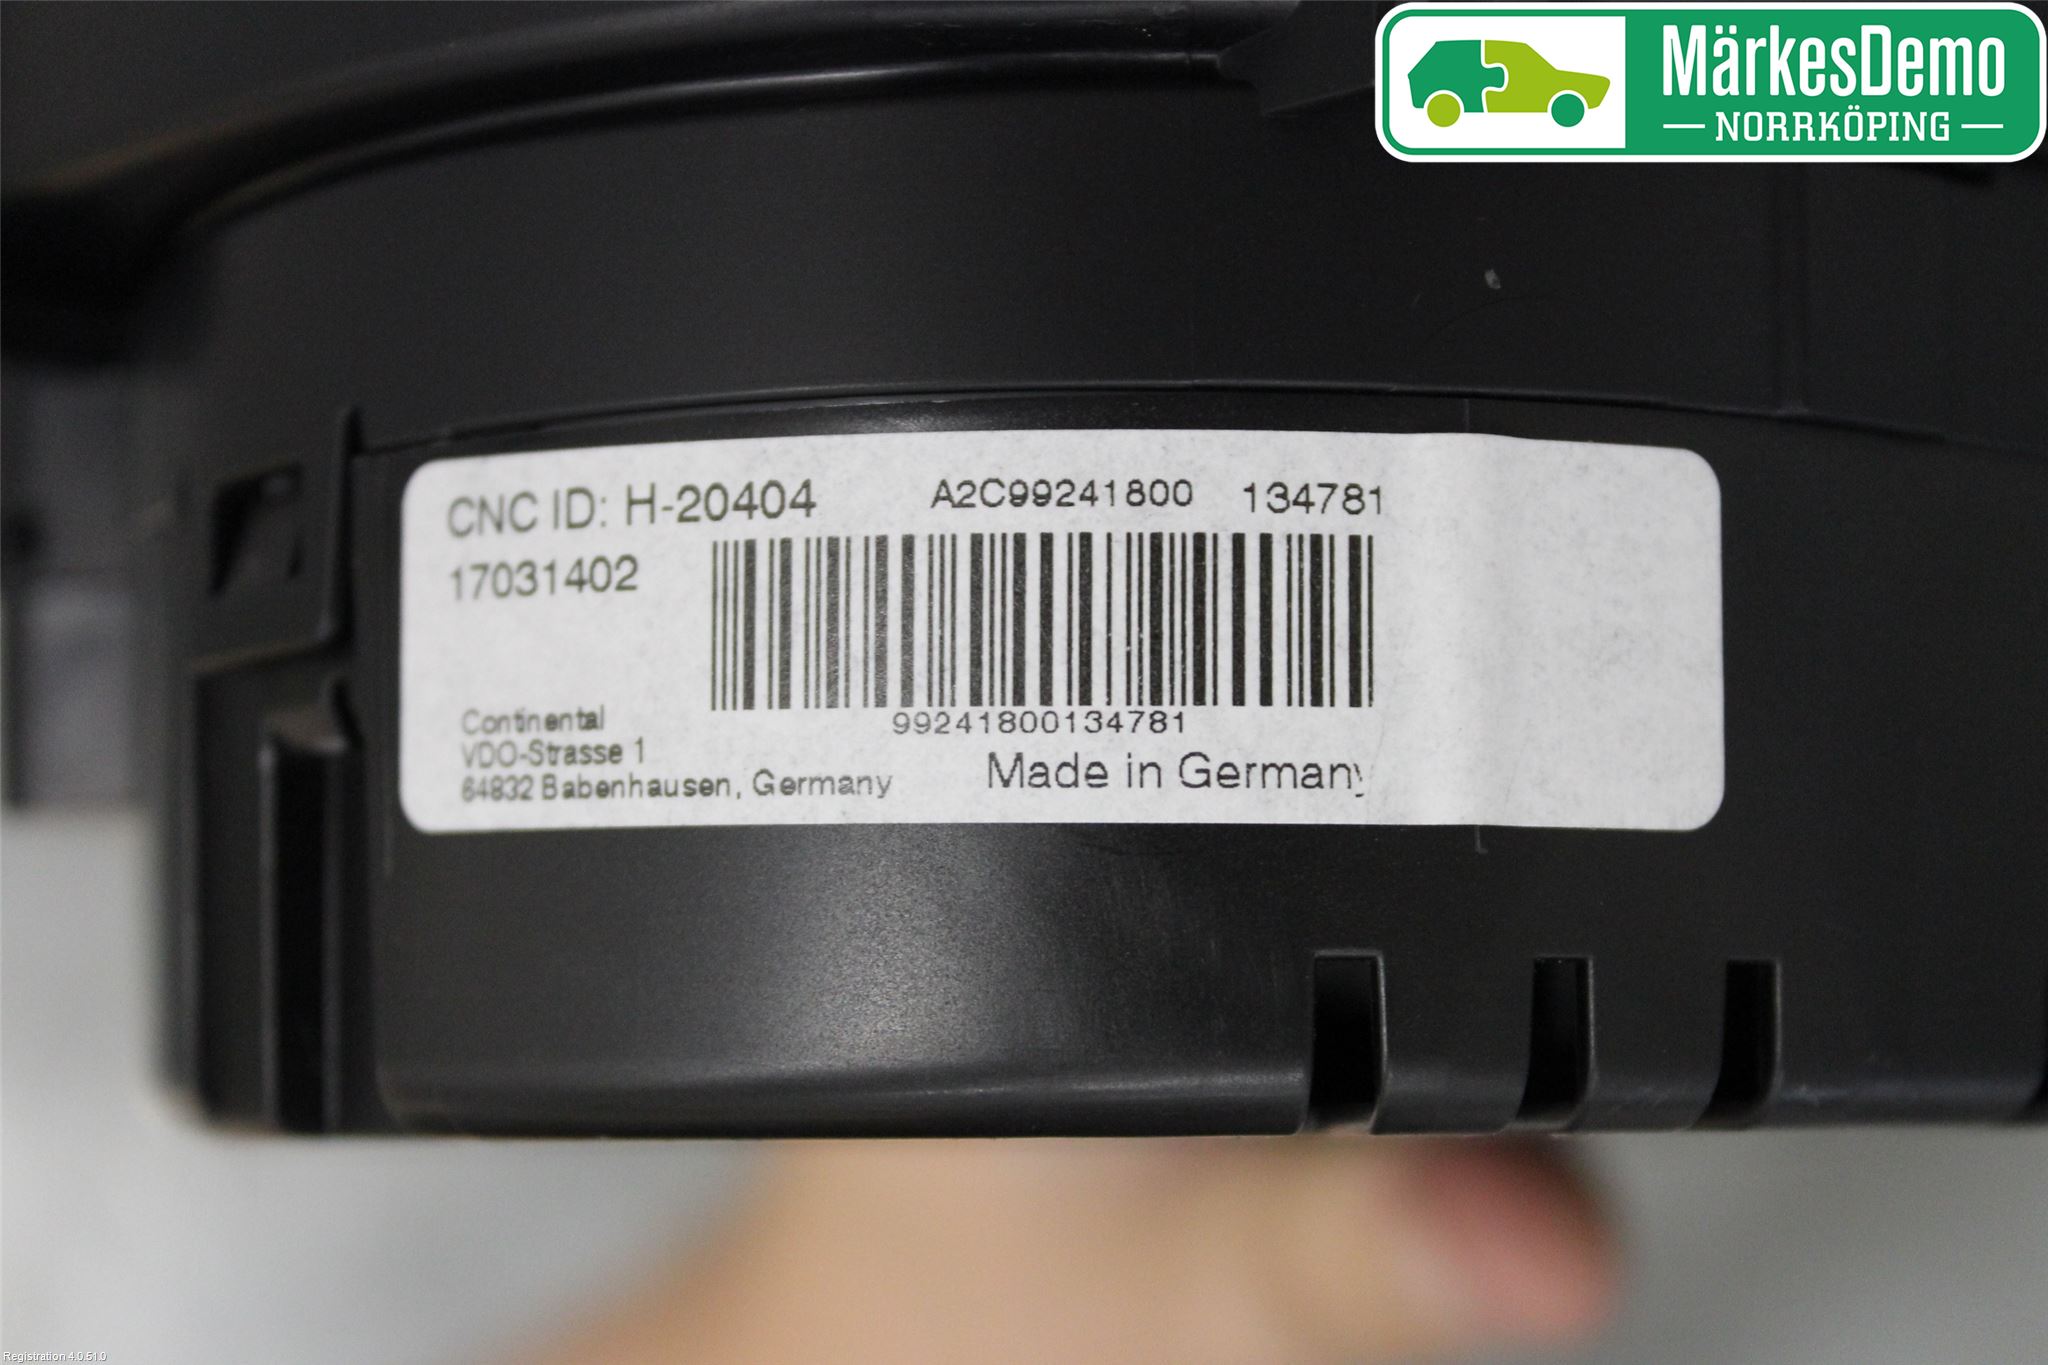 MärkesDemo
NORRKÖPING
CNC ID: H-20404 A2C99241800 134781
17031402
99241800134781
Continental
VDO-Strasse 1
64832 Babenhausen, Germany
Made in Germany
Registration 4.0.51.0